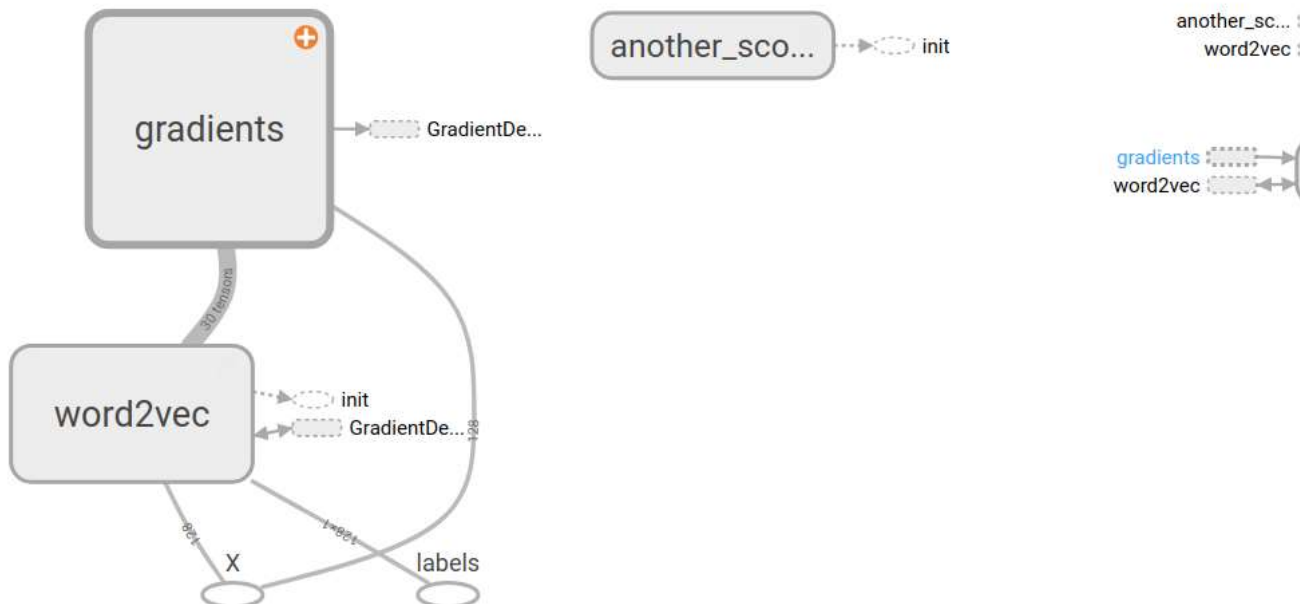 another_sc...
another_sco...
init
word2vec
gradients
GradientDe...
gradients
word2vec
30 tensors
init
word2vec
GradientDe...
128
128
128×1
X
labels